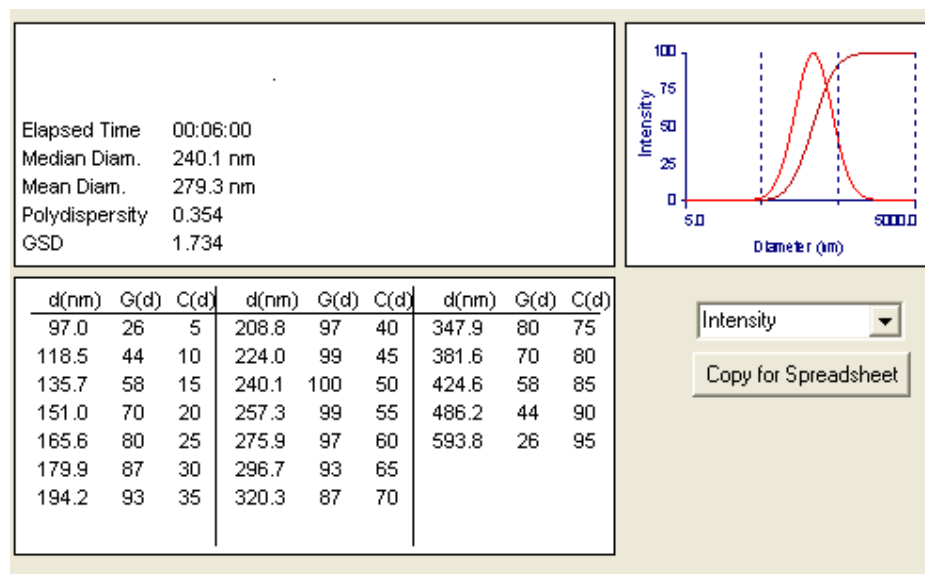 Elapsed Time 00:06:00
Median Diam. 240.1 nm
Mean Diam. 279.3 nm
Polydispersity 0.354
GSD 1.734
100
75
50
25
0
Intensity
5.0 5000.0
Diameter (nm)
d(nm) G(d) C(d) d(nm) G(d) C(d) d(nm) G(d) C(d)
97.0 26 5 208.8 97 40 347.9 80 75
118.5 44 10 224.0 99 45 381.6 70 80
135.7 58 15 240.1 100 50 424.6 58 85
151.0 70 20 257.3 99 55 486.2 44 90
165.6 80 25 275.9 97 60 593.8 26 95
179.9 87 30 296.7 93 65
194.2 93 35 320.3 87 70
Intensity
Copy for Spreadsheet